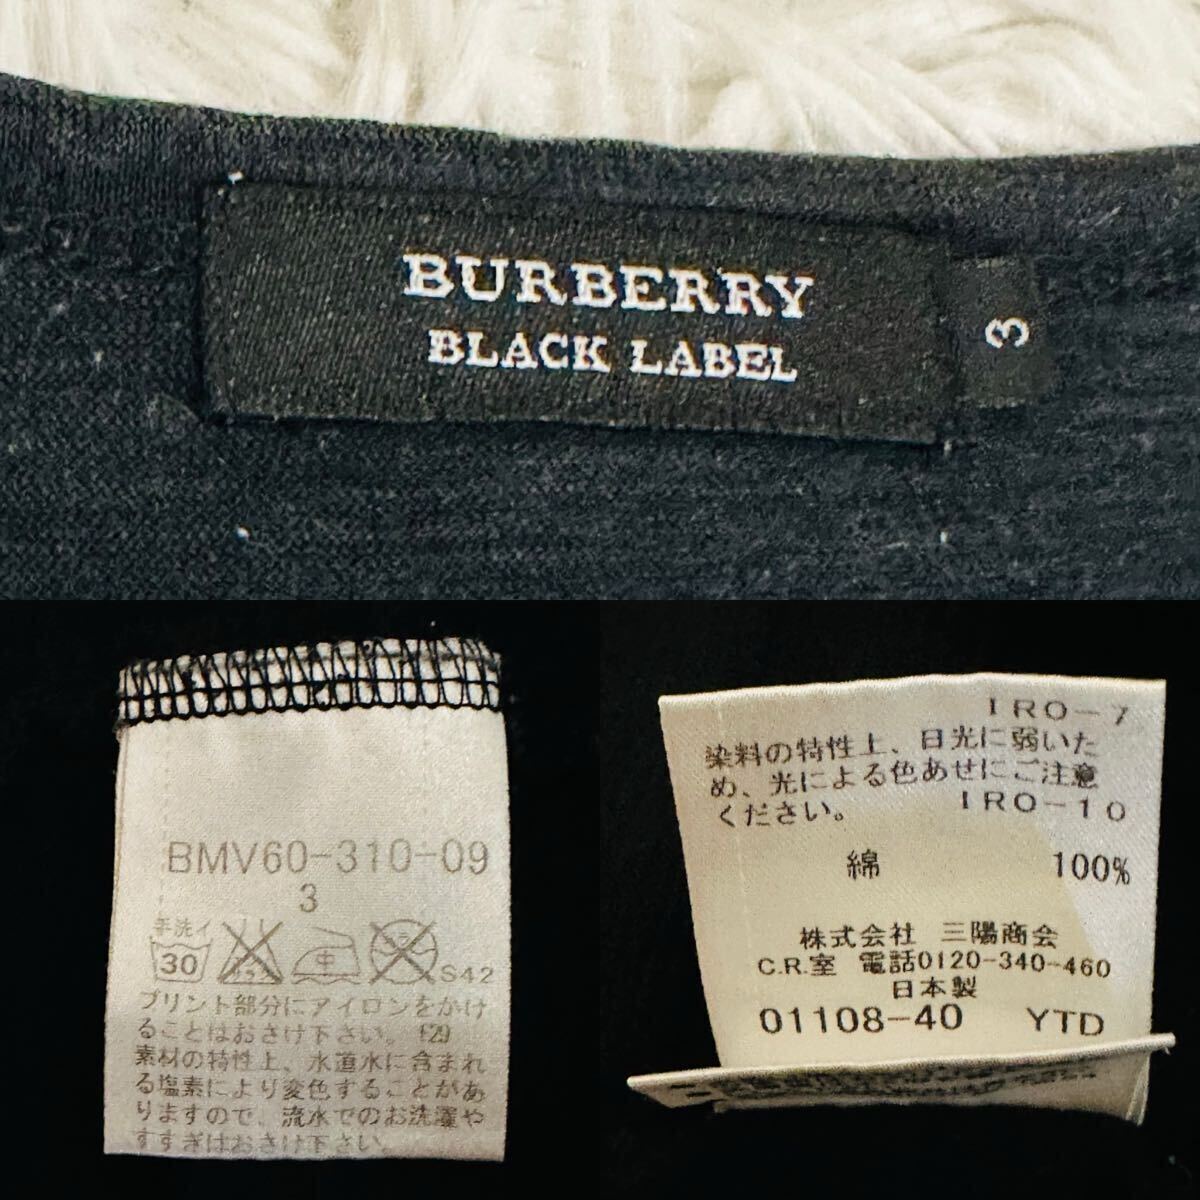 BURBERRY
BLACK LABEL
3
BMV60-310-09
3
手洗イ
30
中
S42
プリント部分にアイロンをかけ
ることはおさけ下さい。
素材の特性上、水道水に含まれ
る塩素により変色することがあ
りますので、流水でのお洗濯や
すすぎはおさけ下さい。
IRO-7
染料の特性上、日光に弱いた
め、光による色あせにご注意
ください。 IRO-10
綿 100%
株式会社 三陽商会
C.R.室 電話0120-340-460
日本製
01108-40 YTD